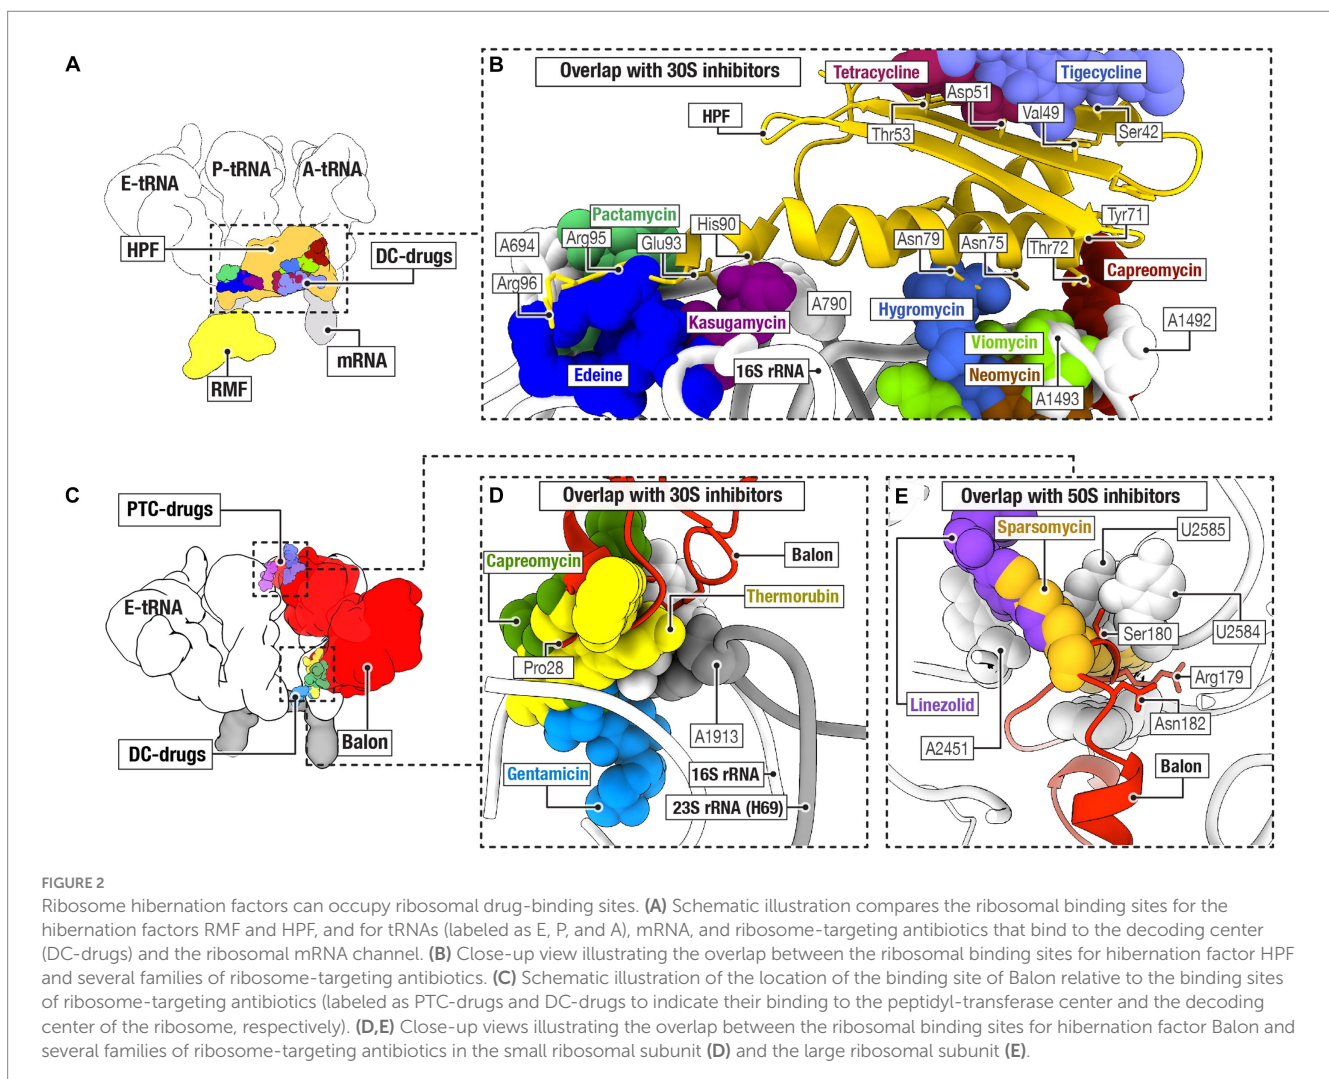 A
E-tRNA
P-tRNA
A-tRNA
HPF
DC-drugs
mRNA
RMF
B
Overlap with 30S inhibitors
Tetracycline
Tigecycline
HPF
Asp51
Val49
Thr53
Ser42
Pactamycin
His90
Tyr71
A694
Arg95
Glu93
Asn79
Asn75
Thr72
Arg96
Capreomycin
Kasugamycin
A790
Hygromycin
A1492
Viomycin
Edeine
16S rRNA
Neomycin
A1493
C
PTC-drugs
E-tRNA
DC-drugs
Balon
D
Overlap with 30S inhibitors
Capreomycin
Balon
Thermorubin
Pro28
A1913
Gentamicin
16S rRNA
23S rRNA (H69)
E
Overlap with 50S inhibitors
Sparsomycin
U2585
Ser180
U2584
Arg179
Linezolid
Asn182
A2451
Balon
FIGURE 2
Ribosome hibernation factors can occupy ribosomal drug-binding sites. (A) Schematic illustration compares the ribosomal binding sites for the
hibernation factors RMF and HPF, and for tRNAs (labeled as E, P, and A), mRNA, and ribosome-targeting antibiotics that bind to the decoding center
(DC-drugs) and the ribosomal mRNA channel. (B) Close-up view illustrating the overlap between the ribosomal binding sites for hibernation factor HPF
and several families of ribosome-targeting antibiotics. (C) Schematic illustration of the location of the binding site of Balon relative to the binding sites
of ribosome-targeting antibiotics (labeled as PTC-drugs and DC-drugs to indicate their binding to the peptidyl-transferase center and the decoding
center of the ribosome, respectively). (D,E) Close-up views illustrating the overlap between the ribosomal binding sites for hibernation factor Balon and
several families of ribosome-targeting antibiotics in the small ribosomal subunit (D) and the large ribosomal subunit (E).